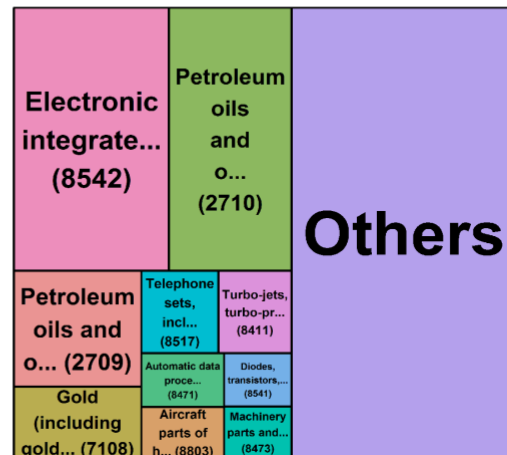 Electronic
integrate...
(8542)
Petroleum
oils
and
o...
(2710)
Others
Petroleum
oils and
o... (2709)
Telephone
sets,
incl...
(8517)
Turbo-jets,
turbo-pr...
(8411)
Automatic data
proce...
(8471)
Diodes,
transistors,...
(8541)
Gold
(including
gold... (7108)
Aircraft
parts of
h... (8803)
Machinery
parts and...
(8473)